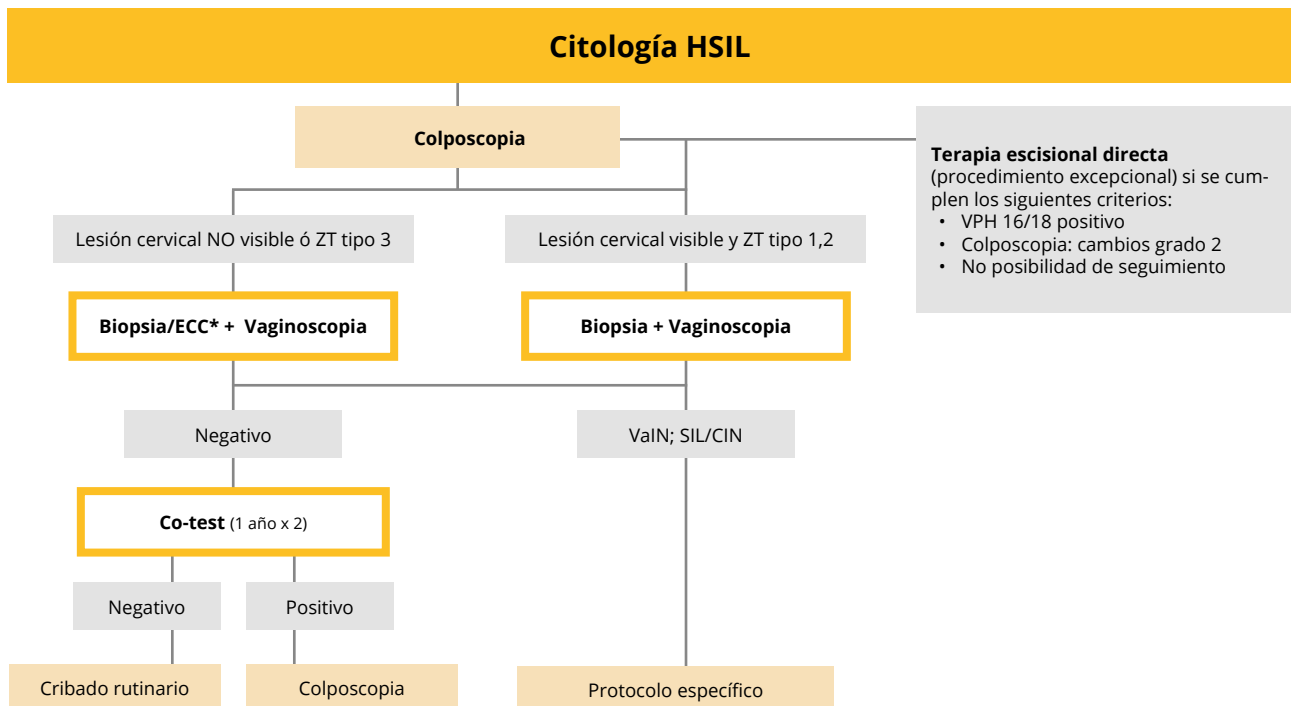 Citología HSIL
Colposcopia
Terapia escisional directa
(procedimiento excepcional) si se cum-
plen los siguientes criterios:
• VPH 16/18 positivo
• Colposcopia: cambios grado 2
• No posibilidad de seguimiento
Lesión cervical NO visible ó ZT tipo 3
Lesión cervical visible y ZT tipo 1,2
Biopsia/ECC* + Vaginoscopia
Biopsia + Vaginoscopia
Negativo
VaIN; SIL/CIN
Co-test (1 año x 2)
Negativo
Positivo
Cribado rutinario
Colposcopia
Protocolo específico